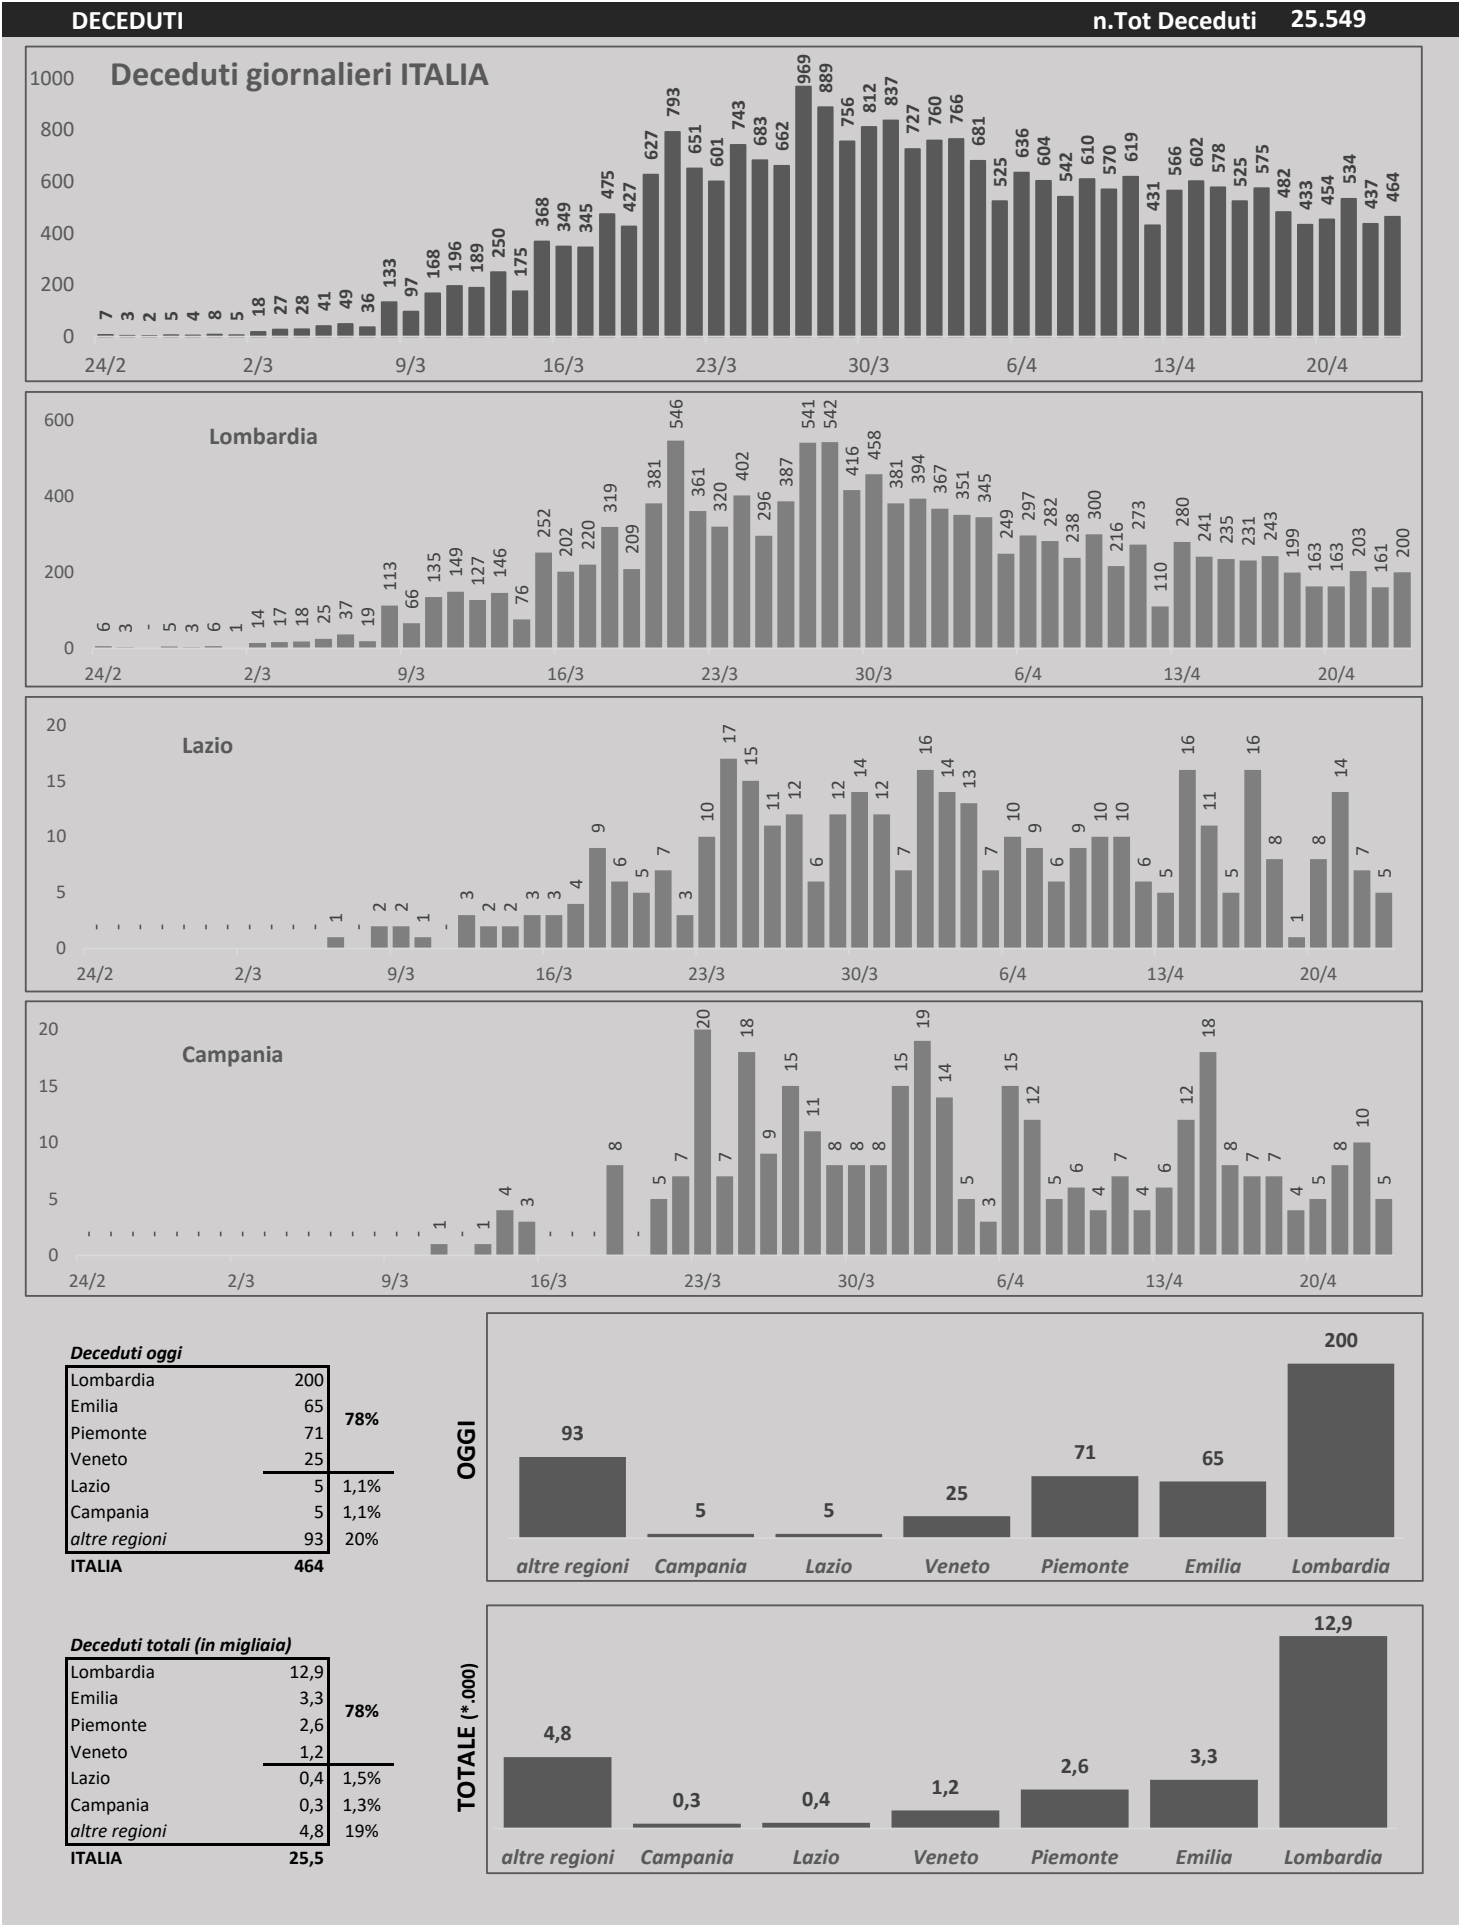 DECEDUTI n.Tot Deceduti 25.549
Deceduti giornalieri ITALIA
1000
800
600
400
200
0
7 3 2 5 4 8 5 18 27 28 41 49 36 133 97 168 196 189 250 175 368 349 345 475 427 627 793 651 601 743 683 662 969 889 756 812 837 727 760 766 681 525 636 604 542 610 570 619 431 566 602 578 525 575 482 433 454 534 437 464
24/2 2/3 9/3 16/3 23/3 30/3 6/4 13/4 20/4
Lombardia
600
400
200
0
6 3 - 5 3 6 1 14 17 18 25 37 19 113 66 135 149 127 146 76 252 202 220 319 209 381 546 361 320 402 296 387 541 542 416 458 381 394 367 351 345 249 297 282 238 300 216 273 110 280 241 235 231 243 199 163 163 203 161 200
24/2 2/3 9/3 16/3 23/3 30/3 6/4 13/4 20/4
Lazio
20
15
10
5
0
- - - - - - - - - - - 1 - 2 2 1 - 3 2 2 3 3 4 9 6 5 7 3 10 17 15 11 12 6 12 14 12 7 16 14 13 7 10 9 6 9 10 10 6 5 16 11 5 16 8 1 8 14 7 5
24/2 2/3 9/3 16/3 23/3 30/3 6/4 13/4 20/4
Campania
20
15
10
5
0
- - - - - - - - - - - - - - - - 1 - 1 4 3 - - - 8 - 5 7 20 7 18 9 15 11 8 8 8 15 19 14 5 3 15 12 5 6 4 7 4 6 12 18 8 7 7 4 5 8 10 5
24/2 2/3 9/3 16/3 23/3 30/3 6/4 13/4 20/4
Deceduti oggi
Lombardia 200
Emilia 65
78%
Piemonte 71
Veneto 25
Lazio 5 1,1%
Campania 5 1,1%
altre regioni 93 20%
ITALIA 464
OGGI
93 5 5 25 71 65 200
altre regioni Campania Lazio Veneto Piemonte Emilia Lombardia
Deceduti totali (in migliaia)
Lombardia 12,9
Emilia 3,3
78%
Piemonte 2,6
Veneto 1,2
Lazio 0,4 1,5%
Campania 0,3 1,3%
altre regioni 4,8 19%
ITALIA 25,5
TOTALE (*.000)
4,8 0,3 0,4 1,2 2,6 3,3 12,9
altre regioni Campania Lazio Veneto Piemonte Emilia Lombardia